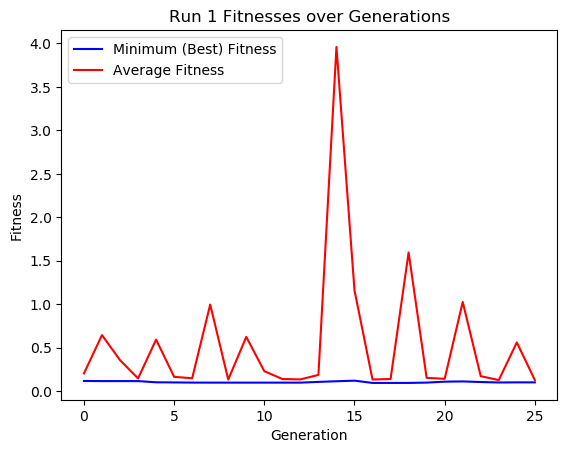 Run 1 Fitnesses over Generations
Minimum (Best) Fitness
Average Fitness
4.0
3.5
3.0
2.5
2.0
1.5
1.0
0.5
0.0
Fitness
0 5 10 15 20 25
Generation